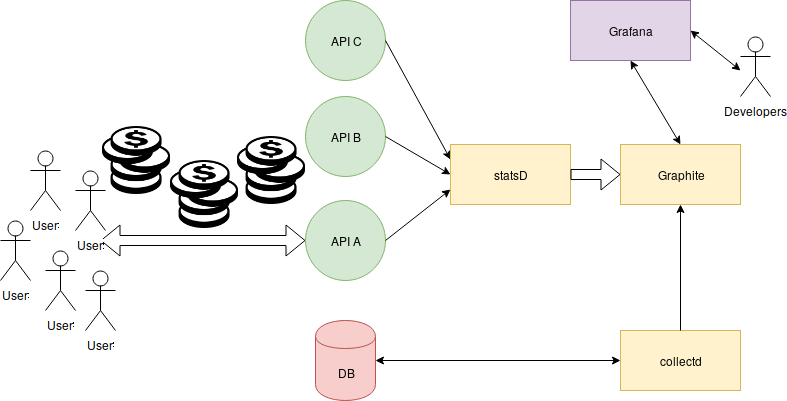 API C
Grafana
Developers
API B
$
$
$
statsD
Graphite
User:
User:
API A
User:
User:
User:
DB
collectd